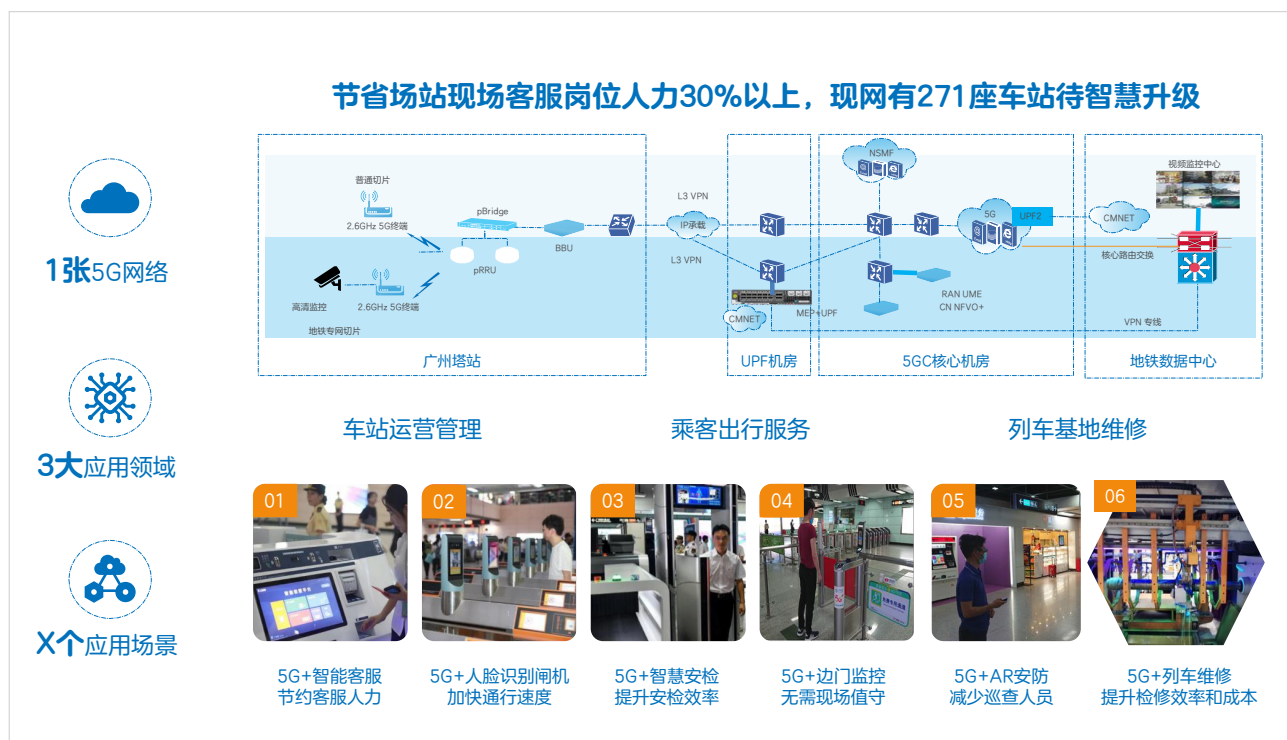 节省场站现场客服岗位人力30%以上，现网有271座车站待智慧升级
1张5G网络
3大应用领域
X个应用场景
普通切片
2.6GHz 5G终端
pBridge
pRRU
BBU
高清监控
2.6GHz 5G终端
地铁专网切片
广州塔站
L3 VPN
IP承载
L3 VPN
CMNET
MEP+UPF
UPF机房
NSMF
5G
UPF2
RAN UME
CN NFVO+
5GC核心机房
视频监控中心
CMNET
核心路由交换
VPN 专线
地铁数据中心
车站运营管理
乘客出行服务
列车基地维修
01
02
03
04
05
06
5G+智能客服
节约客服人力
5G+人脸识别闸机
加快通行速度
5G+智慧安检
提升安检效率
5G+边门监控
无需现场值守
5G+AR安防
减少巡查人员
5G+列车维修
提升检修效率和成本